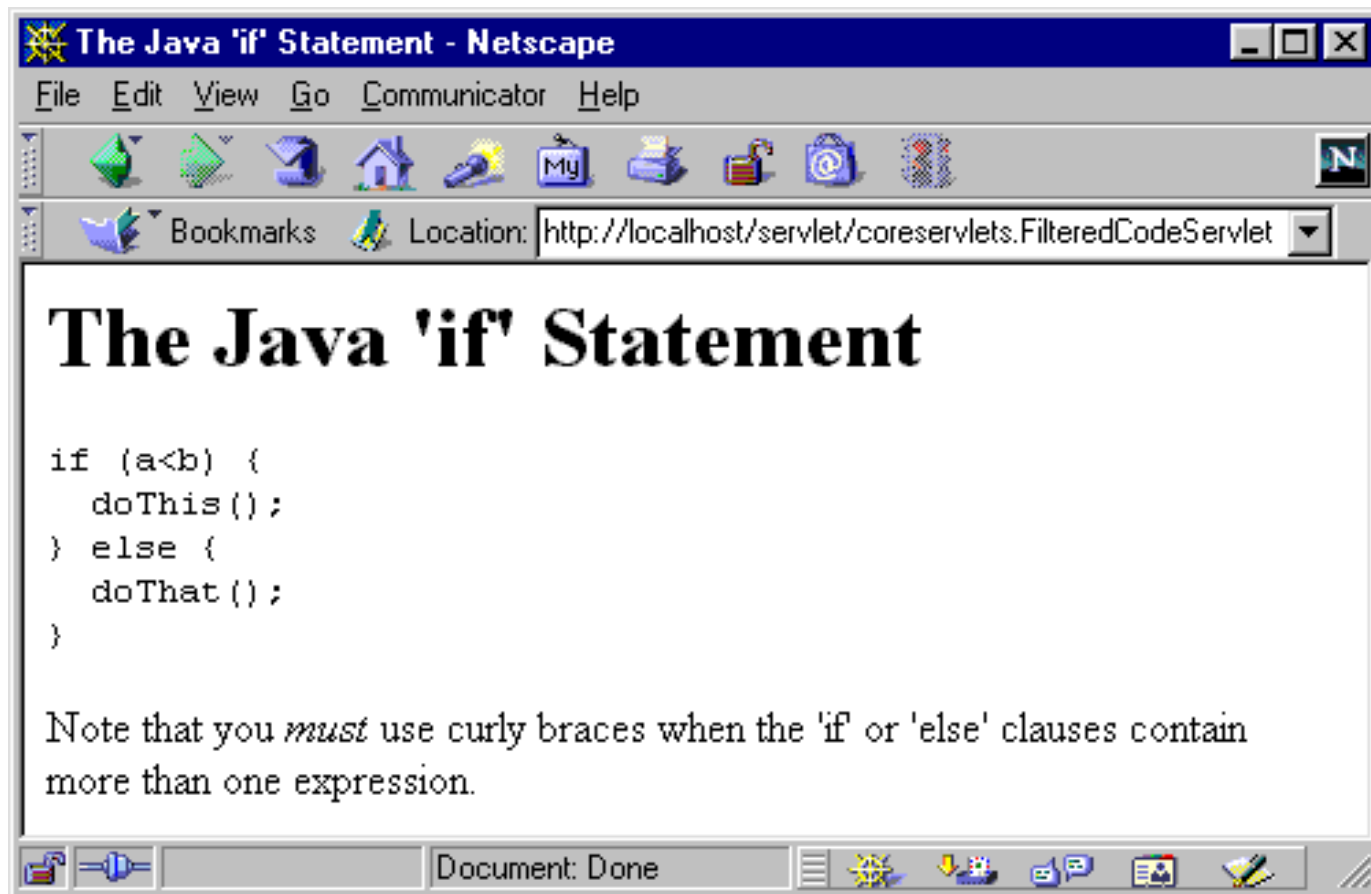 The Java 'if' Statement - Netscape
File Edit View Go Communicator Help
My
N
Bookmarks Location: http://localhost/servlet/coreservlets.FilteredCodeServlet
The Java 'if' Statement
if (a<b) {
  doThis();
} else {
  doThat();
}
Note that you must use curly braces when the 'if' or 'else' clauses contain
more than one expression.
Document: Done